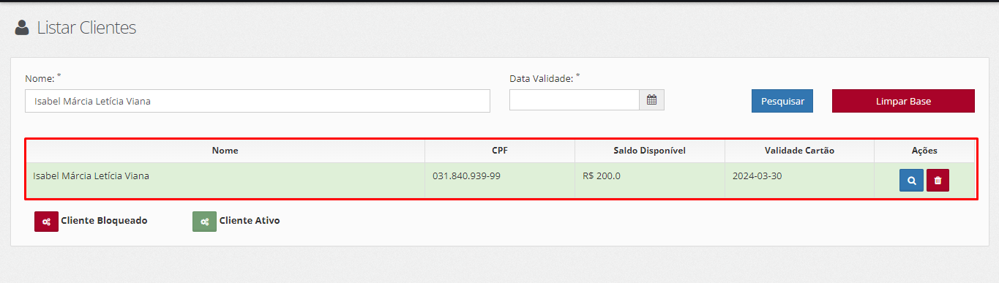 Listar Clientes
Nome: * Data Validade: *
Isabel Márcia Letícia Viana Pesquisar Limpar Base
Nome CPF Saldo Disponível Validade Cartão Ações
Isabel Márcia Letícia Viana 031.840.939-99 R$ 200.0 2024-03-30
Cliente Bloqueado Cliente Ativo